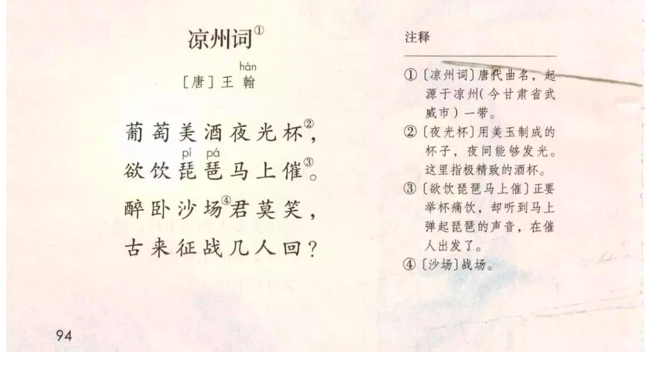 凉州词①
hàn
[唐]王 翰
葡萄美酒夜光杯②，
pí pá
欲饮琵琶马上催③。
醉卧沙场④君莫笑，
古来征战几人回？
94
注释
①〔凉州词〕唐代曲名，起
源于凉州（今甘肃省武
威市）一带。
②〔夜光杯〕用美玉制成的
杯子，夜间能够发光。
这里指极精致的酒杯。
③〔欲饮琵琶马上催〕正要
举杯痛饮，却听到马上
弹起琵琶的声音，在催
人出发了。
④〔沙场〕战场。